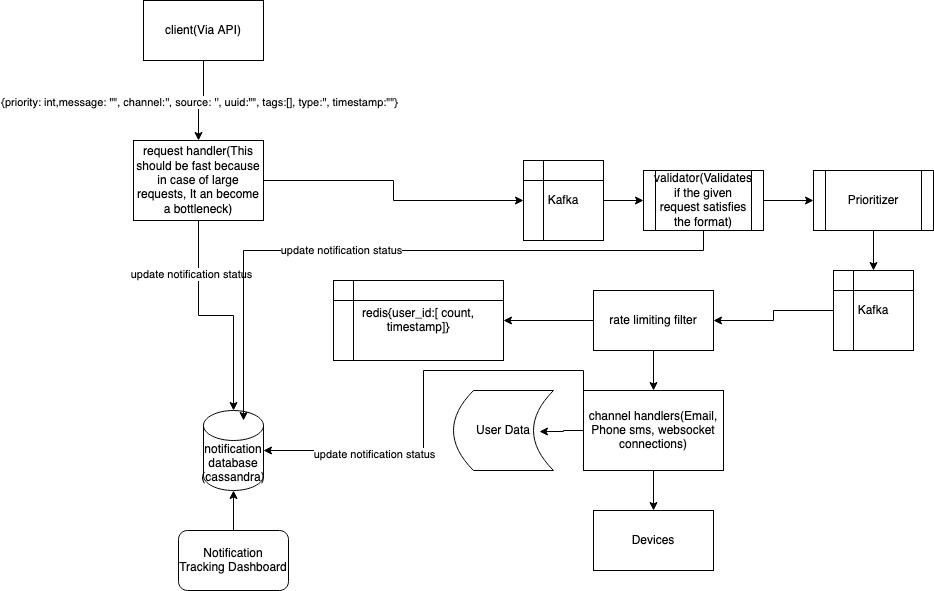 client(Via API)
{priority: int,message: "", channel:", source: ", uuid:"", tags:[], type:", timestamp:""}
request handler(This
should be fast because
in case of large
requests, It an become
a bottleneck)
Kafka
validator(Validates
if the given
request satisfies
the format)
Prioritizer
update notification status
update notification status
redis{user_id:[ count,
timestamp]}
rate limiting filter
Kafka
User Data
channel handlers(Email,
Phone sms, websocket
connections)
notification
database
(cassandra)
update notification status
Devices
Notification
Tracking Dashboard